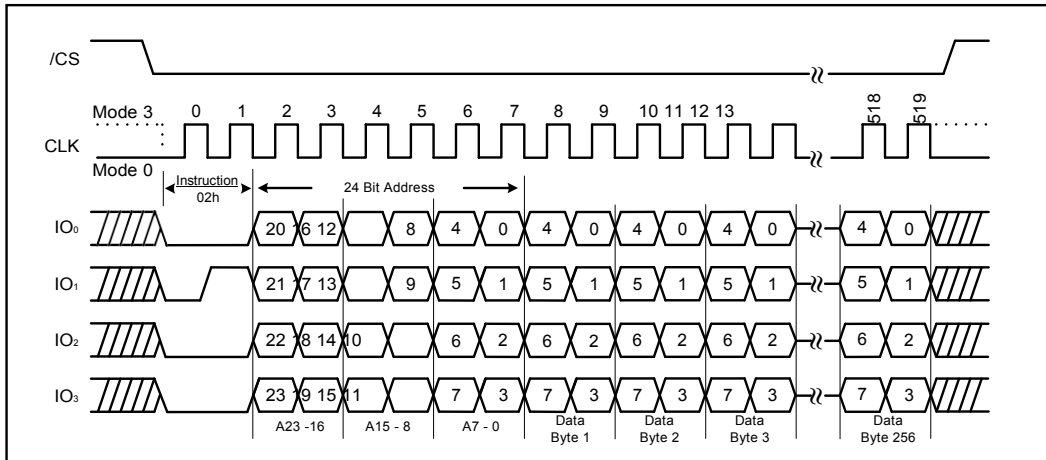 /CS
Mode 3 0 1 2 3 4 5 6 7 8 9 10 11 12 13 518 519
CLK
Mode 0
Instruction 24 Bit Address
02h
IO0 20 16 12 8 4 0 4 0 4 0 4 0 4 0
IO1 21 17 13 9 5 1 5 1 5 1 5 1 5 1
IO2 22 18 14 10 6 2 6 2 6 2 6 2 6 2
IO3 23 19 15 11 7 3 7 3 7 3 7 3 7 3
A23 -16 A15 - 8 A7 - 0 Data Data Data Data
Byte 1 Byte 2 Byte 3 Byte 256